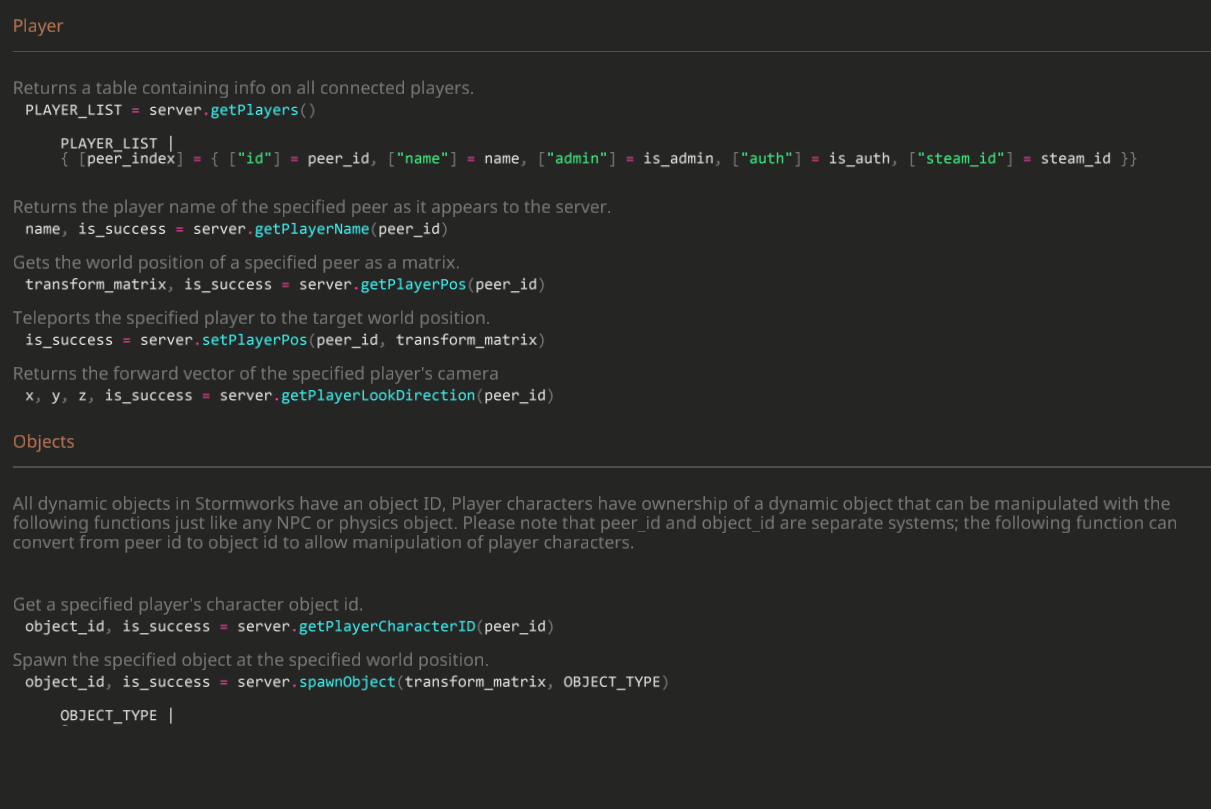 Player
Returns a table containing info on all connected players.
PLAYER_LIST = server.getPlayers()
PLAYER_LIST |
{ [peer_index] = { ["id"] = peer_id, ["name"] = name, ["admin"] = is_admin, ["auth"] = is_auth, ["steam_id"] = steam_id }}
Returns the player name of the specified peer as it appears to the server.
name, is_success = server.getPlayerName(peer_id)
Gets the world position of a specified peer as a matrix.
transform_matrix, is_success = server.getPlayerPos(peer_id)
Teleports the specified player to the target world position.
is_success = server.setPlayerPos(peer_id, transform_matrix)
Returns the forward vector of the specified player's camera
x, y, z, is_success = server.getPlayerLookDirection(peer_id)
Objects
All dynamic objects in Stormworks have an object ID, Player characters have ownership of a dynamic object that can be manipulated with the
following functions just like any NPC or physics object. Please note that peer_id and object_id are separate systems; the following function can
convert from peer id to object id to allow manipulation of player characters.
Get a specified player's character object id.
object_id, is_success = server.getPlayerCharacterID(peer_id)
Spawn the specified object at the specified world position.
object_id, is_success = server.spawnObject(transform_matrix, OBJECT_TYPE)
OBJECT_TYPE |